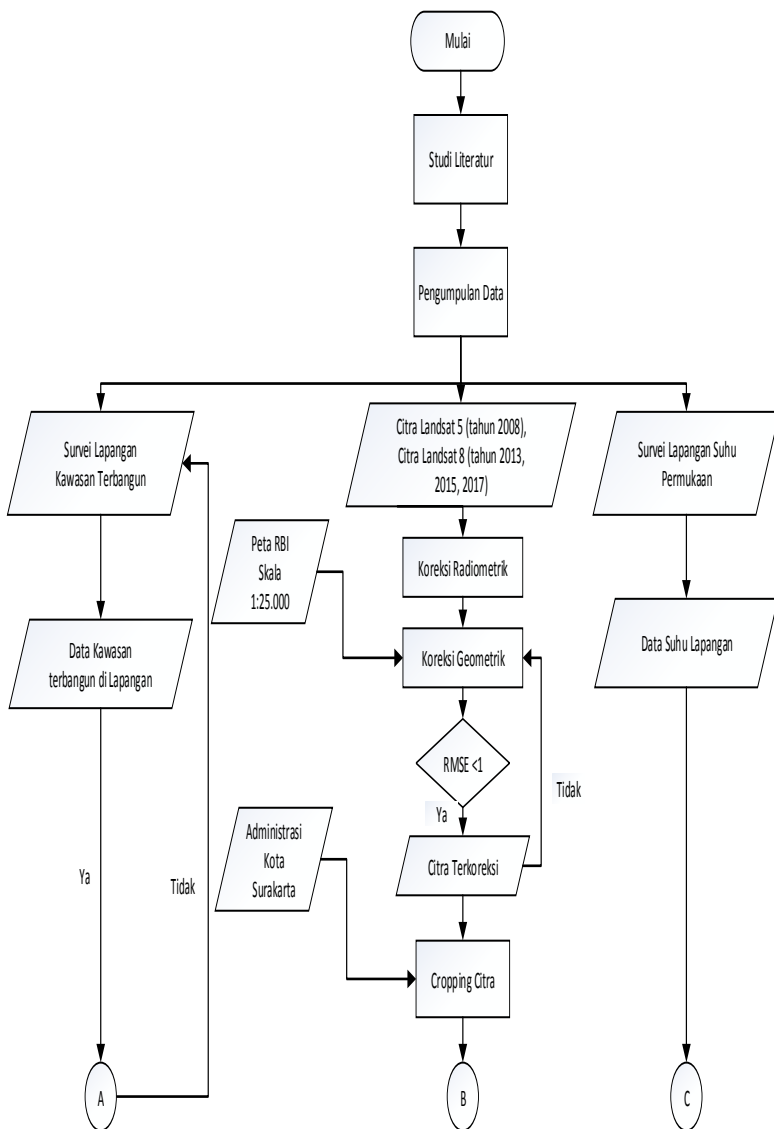 Mulai
Studi Literatur
Pengumpulan Data
Survei Lapangan
Kawasan Terbangun
Citra Landsat 5 (tahun 2008),
Citra Landsat 8 (tahun 2013,
2015, 2017)
Survei Lapangan Suhu
Permukaan
Peta RBI
Skala
1:25.000
Koreksi Radiometrik
Data Kawasan
terbangun di Lapangan
Koreksi Geometrik
Data Suhu Lapangan
RMSE <1
Tidak
Ya
Administrasi
Kota
Surakarta
Citra Terkoreksi
Ya
Tidak
Cropping Citra
A
B
C